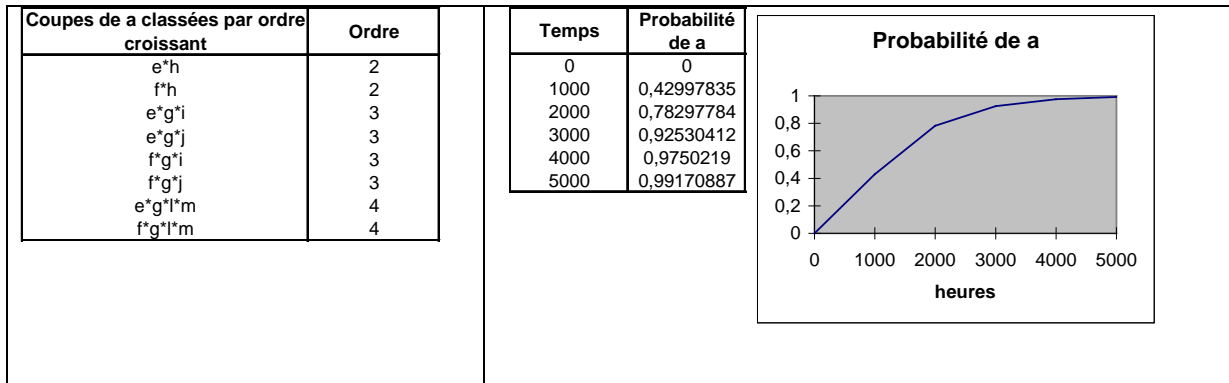 Coupes de a classées par ordre croissant Ordre
e*h 2
f*h 2
e*g*i 3
e*g*j 3
f*g*i 3
f*g*j 3
e*g*l*m 4
f*g*l*m 4
Temps Probabilité de a
0 0
1000 0,42997835
2000 0,78297784
3000 0,92530412
4000 0,9750219
5000 0,99170887
Probabilité de a
1
0,8
0,6
0,4
0,2
0
0 1000 2000 3000 4000 5000
heures